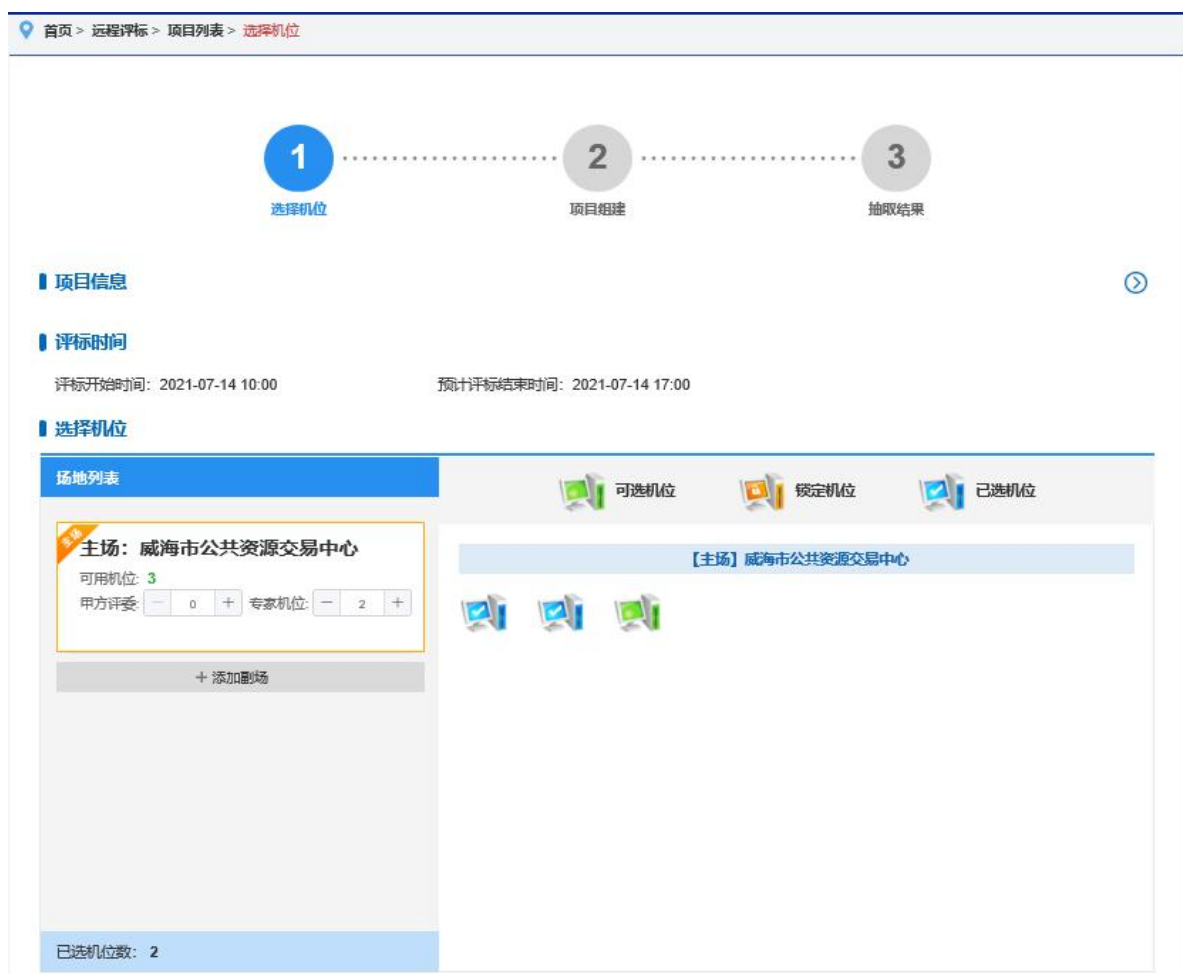 首页 > 远程评标 > 项目列表 > 选择机位
1
2
3
选择机位
项目组建
抽取结果
项目信息
评标时间
评标开始时间：2021-07-14 10:00 预计评标结束时间：2021-07-14 17:00
选择机位
场地列表
可选机位 锁定机位 已选机位
主场
主场：威海市公共资源交易中心
可用机位: 3
甲方评委: － 0 ＋ 专家机位: － 2 ＋
＋ 添加副场
【主场】威海市公共资源交易中心
已选机位数： 2